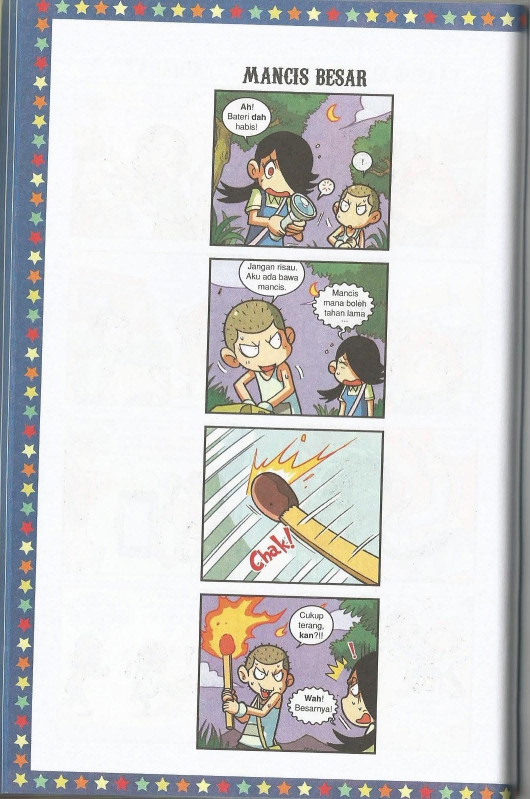 MANCIS BESAR
Ah!
Bateri dah
habis!
Jangan risau.
Aku ada bawa
mancis.
Mancis
mana boleh
tahan lama
...
Chak!
Cukup
terang,
kan?!!
Wah!
Besarnya!